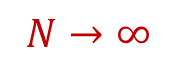 N → ∞